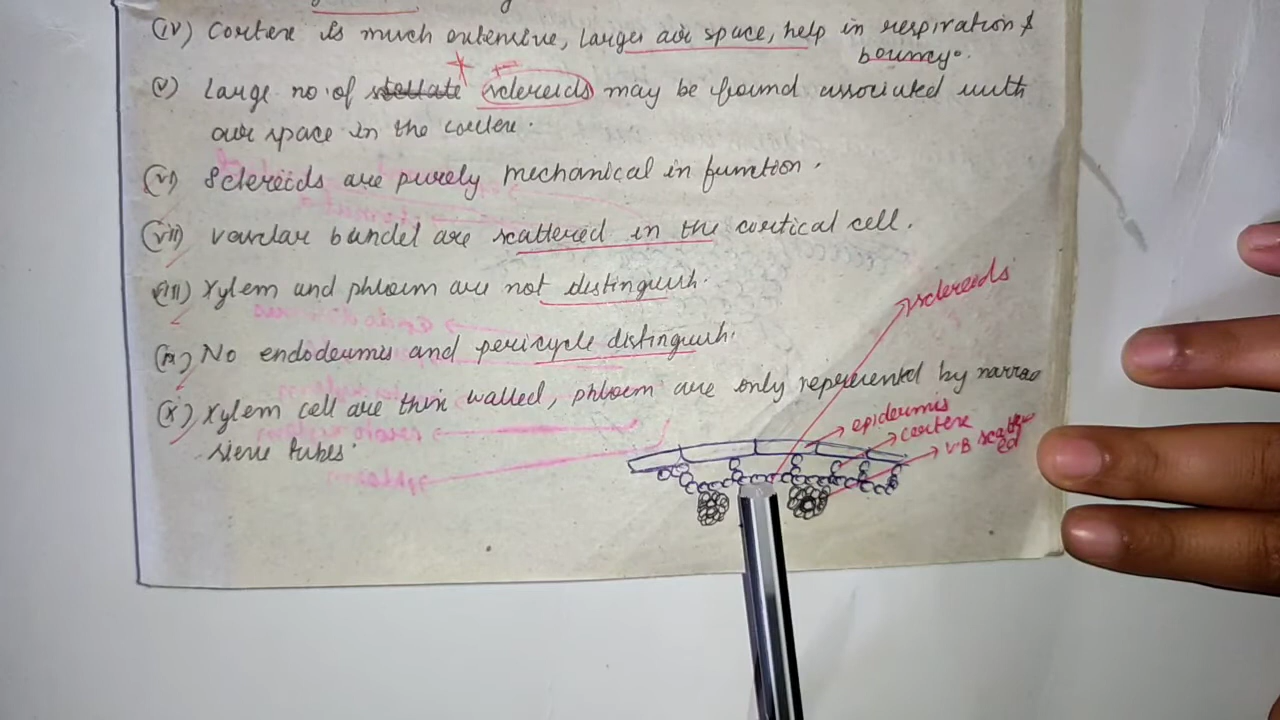 (iv) Cortex is much extensive, Larger air space, help in respiration &
bouncy.
(v) Large no. of stellate sclereids may be found associated with
air space in the cortex.
(vi) Sclereids are purely mechanical in function.
(vii) vascular bundel are scattered in the cortical cell.
(viii) Xylem and phloem are not distinguish.
(ix) No endodermis and pericycle distinguish.
(x) Xylem cell are thin walled, phloem are only represented by narrow
sieve tubes.
sclereids
epidermis
cortex
V.B scatter
ed